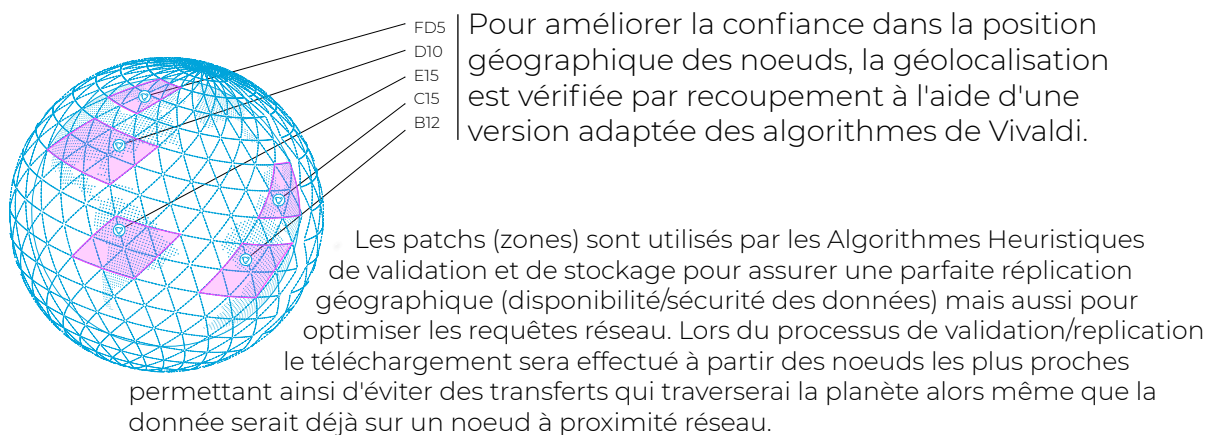 FD5
D10
E15
C15
B12
Pour améliorer la confiance dans la position
géographique des noeuds, la géolocalisation
est vérifiée par recoupement à l'aide d'une
version adaptée des algorithmes de Vivaldi.
Les patchs (zones) sont utilisés par les Algorithmes Heuristiques
de validation et de stockage pour assurer une parfaite réplication
géographique (disponibilité/sécurité des données) mais aussi pour
optimiser les requêtes réseau. Lors du processus de validation/replication
le téléchargement sera effectué à partir des noeuds les plus proches
permettant ainsi d'éviter des transferts qui traverserai la planète alors même que la
donnée serait déjà sur un noeud à proximité réseau.